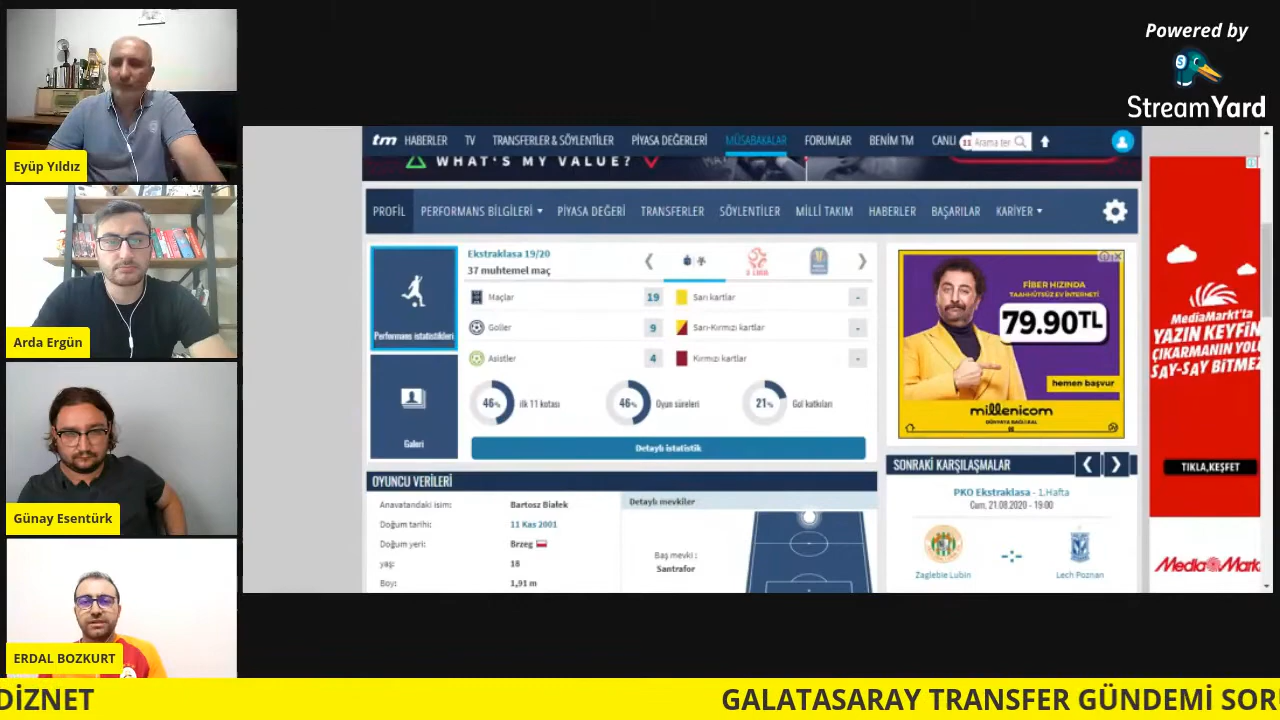 Powered by
StreamYard
Eyüp Yıldız
Arda Ergün
Günay Esentürk
ERDAL BOZKURT
tm HABERLER TV TRANSFERLER & SÖYLENTİLER PİYASA DEĞERLERİ MÜSABAKALAR FORUMLAR BENİM TM CANLI 11 Arama ter
WHAT'S MY VALUE?
PROFİL PERFORMANS BİLGİLERİ PİYASA DEĞERİ TRANSFERLER SÖYLENTİLER MİLLİ TAKIM HABERLER BAŞARILAR KARİYER
Performans istatistikleri
Galeri
Ekstraklasa 19/20
37 muhtemel maç
Maçlar 19 Sarı kartlar -
Goller 9 Sarı-Kırmızı kartlar -
Asistler 4 Kırmızı kartlar -
46% ilk 11 kotası 46% Oyun süreleri 21% Gol katkıları
Detaylı istatistik
OYUNCU VERİLERİ
Anavatandaki isim: Bartosz Białek
Doğum tarihi: 11 Kas 2001
Doğum yeri: Brzeg
yaş: 18
Boy: 1,91 m
Detaylı mevkiler
Baş mevki :
Santrafor
FİBER HIZINDA
TAAHHÜTSÜZ EV İNTERNETİ
79.90TL
hemen başvur
millenicom
SONRAKİ KARŞILAŞMALAR
PKO Ekstraklasa - 1.Hafta
Cum, 21.08.2020 - 19:00
Zaglebie Lubin -:- Lech Poznan
MediaMarkt'ta
YAZIN KEYFİN
ÇIKARMANIN YOLU
SAY-SAY BİTMEZ
TIKLA,KEŞFET
MediaMark
DİZNET GALATASARAY TRANSFER GÜNDEMİ SOR